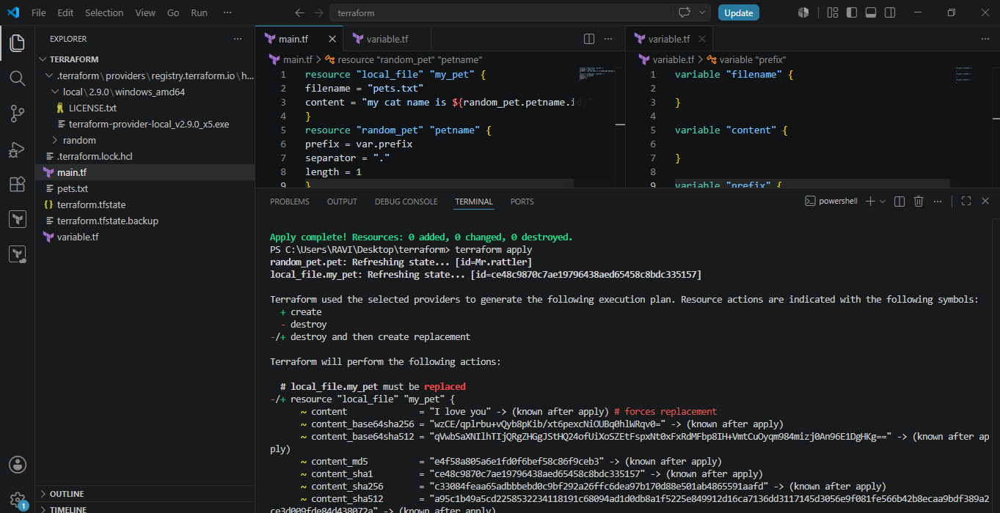 File Edit Selection View Go Run ···
terraform
Update
EXPLORER
TERRAFORM
.terraform\providers\registry.terraform.io\h...
local\2.9.0\windows_amd64
LICENSE.txt
terraform-provider-local_v2.9.0_x5.exe
random
.terraform.lock.hcl
main.tf
pets.txt
terraform.tfstate
terraform.tfstate.backup
variable.tf
OUTLINE
TIMELINE
1
main.tf
variable.tf
main.tf > resource "random_pet" "petname"
1 resource "local_file" "my_pet" {
2 filename = "pets.txt"
3 content = "my cat name is ${random_pet.petname.id}"
4 }
5 resource "random_pet" "petname" {
6 prefix = var.prefix
7 separator = "."
8 length = 1
9 }
variable.tf
variable.tf > variable "prefix"
1 variable "filename" {
2
3 }
4
5 variable "content" {
6
7 }
8
9 variable "prefix" {
PROBLEMS OUTPUT DEBUG CONSOLE TERMINAL PORTS
powershell
Apply complete! Resources: 0 added, 0 changed, 0 destroyed.
PS C:\Users\RAVI\Desktop\terraform> terraform apply
random_pet.pet: Refreshing state... [id=Mr.rattler]
local_file.my_pet: Refreshing state... [id=ce48c9870c7ae19796438aed65458c8bdc335157]
Terraform used the selected providers to generate the following execution plan. Resource actions are indicated with the following symbols:
+ create
- destroy
-/+ destroy and then create replacement
Terraform will perform the following actions:
# local_file.my_pet must be replaced
-/+ resource "local_file" "my_pet" {
~ content = "I love you" -> (known after apply) # forces replacement
~ content_base64sha256 = "wzCE/qplrbu+vQyb8pKib/xt6pexcNiOUBq0hlWRqv0=" -> (known after apply)
~ content_base64sha512 = "qVwbSaXNIlhTIjQRgZHGgJStHQ24ofUiXoSZEtFspxNt0xFxRdMFbp8IH+VmtCuOyqm984mizj0An96E1DgHKg==" -> (known after ap
ply)
~ content_md5 = "e4f58a805a6e1fd0f6bef58c86f9ceb3" -> (known after apply)
~ content_sha1 = "ce48c9870c7ae19796438aed65458c8bdc335157" -> (known after apply)
~ content_sha256 = "c33084feaa65adbbbebd0c9bf292a26ffc6dea97b170d88e501ab4865591aafd" -> (known after apply)
~ content_sha512 = "a95c1b49a5cd2258532234118191c68094ad1d0db8a1f5225e849912d16ca7136dd3117145d3056e9f081fe566b42b8ecaa9bdf389a2
ce3d009fde84d438072a" -> (known after apply)